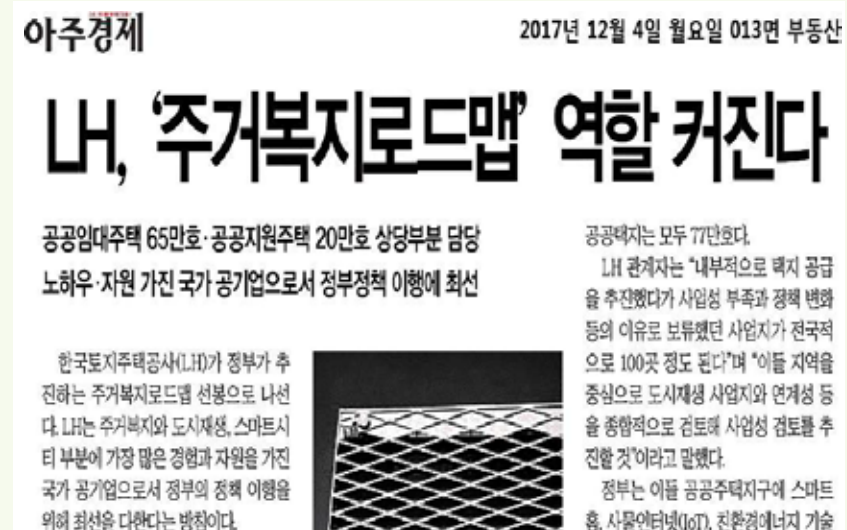 아주경제
2017년 12월 4일 월요일 013면 부동산
LH, ‘주거복지로드맵’ 역할 커진다
공공임대주택 65만호·공공지원주택 20만호 상당부분 담당
노하우·자원 가진 국가 공기업으로서 정부정책 이행에 최선
한국토지주택공사(LH)가 정부가 추
진하는 주거복지로드맵 선봉으로 나선
다. LH는 주거복지와 도시재생, 스마트시
티 부분에 가장 많은 경험과 자원을 가진
국가 공기업으로서 정부의 정책 이행을
위해 최선을 다한다는 방침이다.
공공택지는 모두 77만호다.
LH 관계자는 “내부적으로 택지 공급
을 추진했다가 사업성 부족과 정책 변화
등의 이유로 보류했던 사업지가 전국적
으로 100곳 정도 된다”며 “이들 지역을
중심으로 도시재생 사업지와 연계성 등
을 종합적으로 검토해 사업성 검토를 추
진할 것”이라고 말했다.
정부는 이들 공공주택지구에 스마트
홈, 사물인터넷(IoT), 친환경에너지 기술